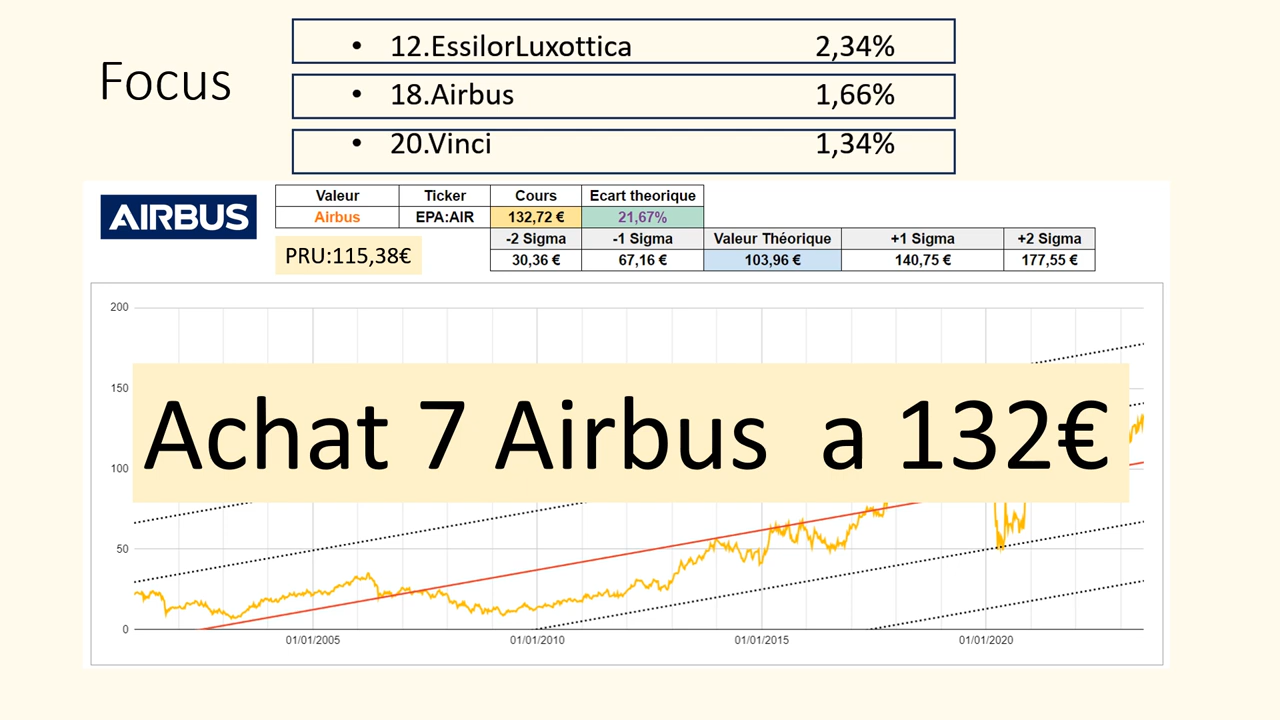 Focus
• 12.EssilorLuxottica 2,34%
• 18.Airbus 1,66%
• 20.Vinci 1,34%
AIRBUS
Valeur Ticker Cours Ecart theorique
Airbus EPA:AIR 132,72 € 21,67%
PRU:115,38€
-2 Sigma -1 Sigma Valeur Théorique +1 Sigma +2 Sigma
30,36 € 67,16 € 103,96 € 140,75 € 177,55 €
200
150
Achat 7 Airbus a 132€
100
50
0
01/01/2005 01/01/2010 01/01/2015 01/01/2020